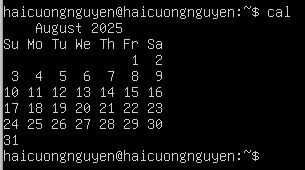 haicuongnguyen@haicuongnguyen:~$ cal
    August 2025
Su Mo Tu We Th Fr Sa
                1  2
 3  4  5  6  7  8  9
10 11 12 13 14 15 16
17 18 19 20 21 22 23
24 25 26 27 28 29 30
31
haicuongnguyen@haicuongnguyen:~$